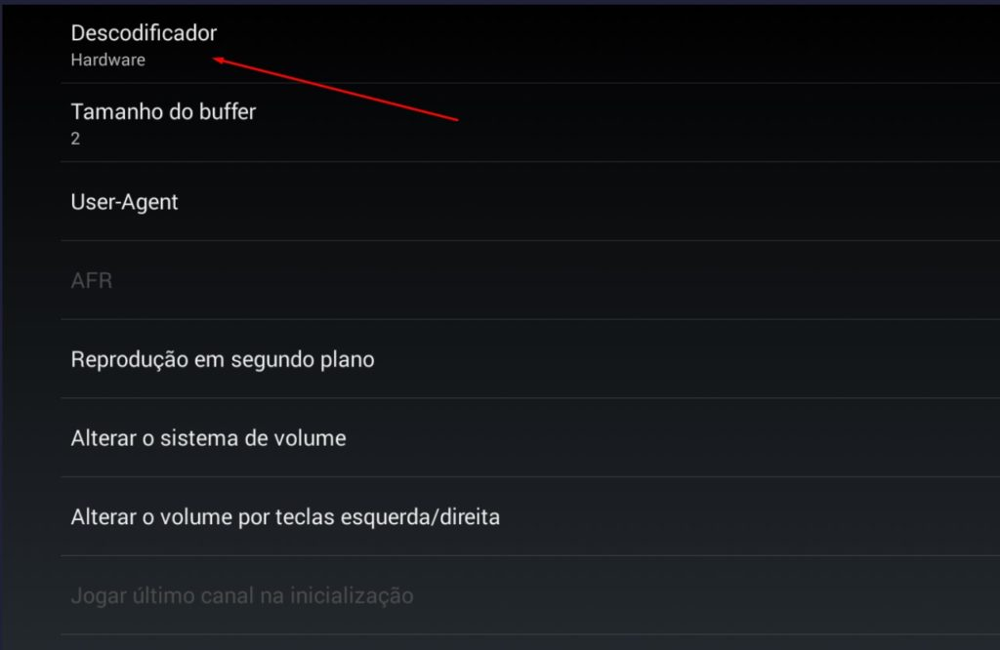 Descodificador
Hardware
Tamanho do buffer
2
User-Agent
AFR
Reprodução em segundo plano
Alterar o sistema de volume
Alterar o volume por teclas esquerda/direita
Jogar último canal na inicialização